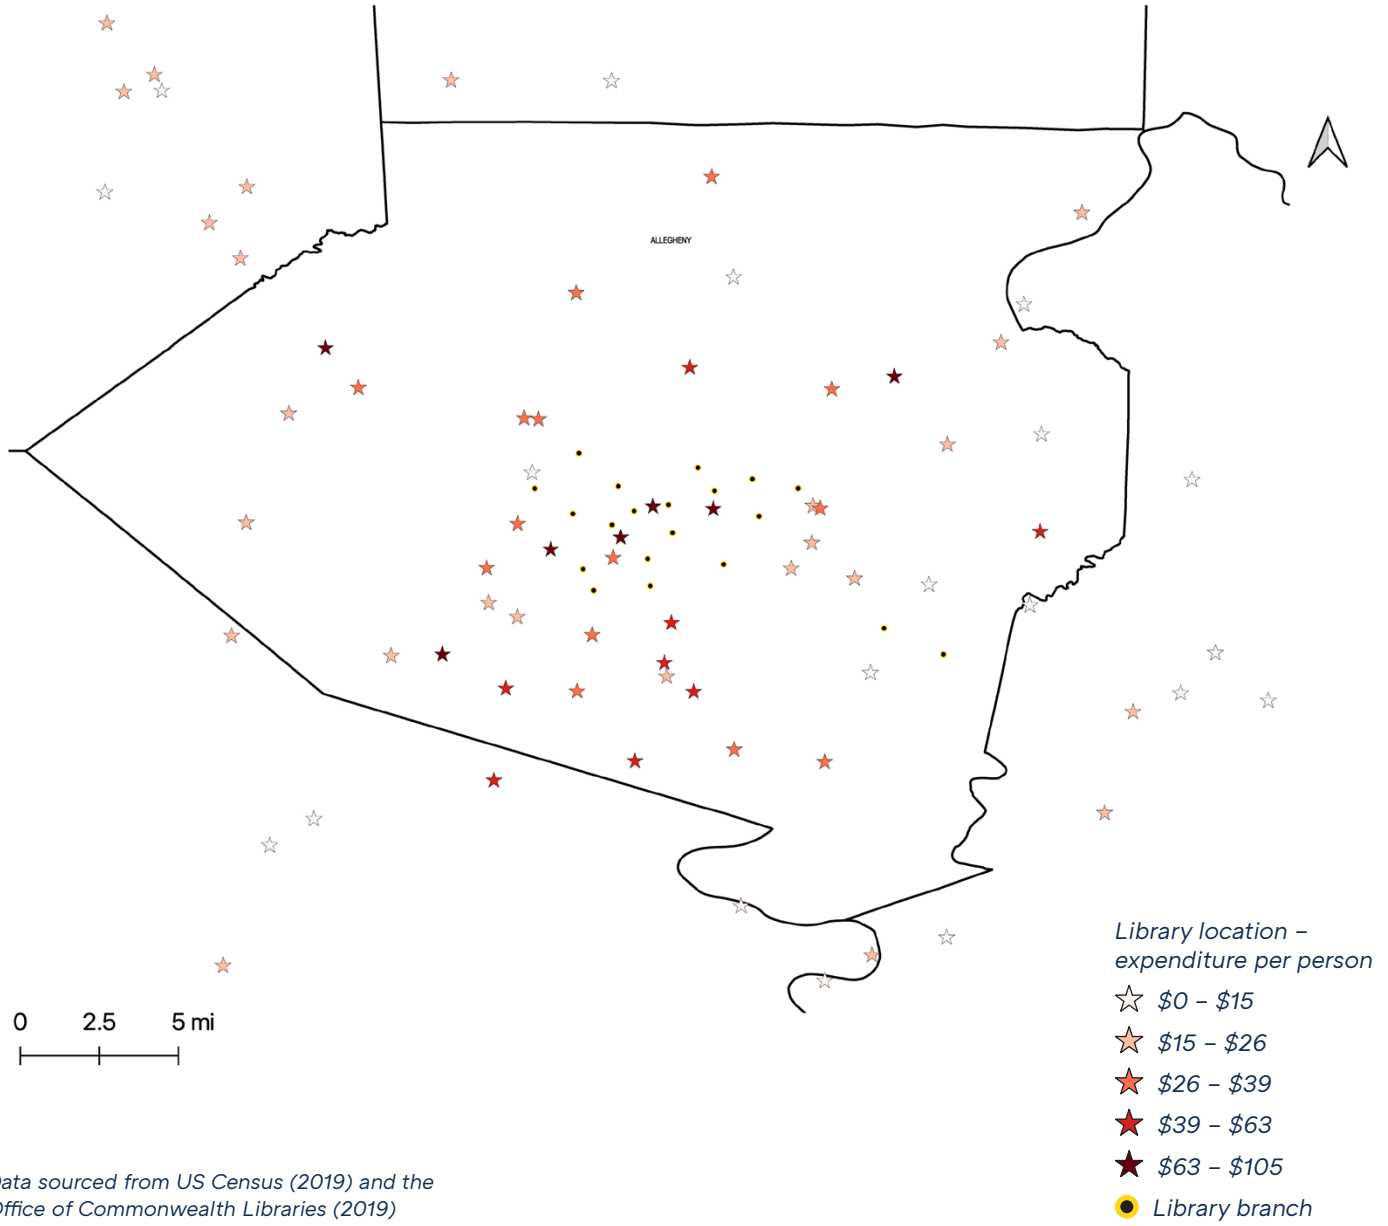 ALLEGHENY
Library location –
expenditure per person
$0 – $15
$15 – $26
$26 – $39
$39 – $63
$63 – $105
Library branch
0 2.5 5 mi
ata sourced from US Census (2019) and the
ffice of Commonwealth Libraries (2019)